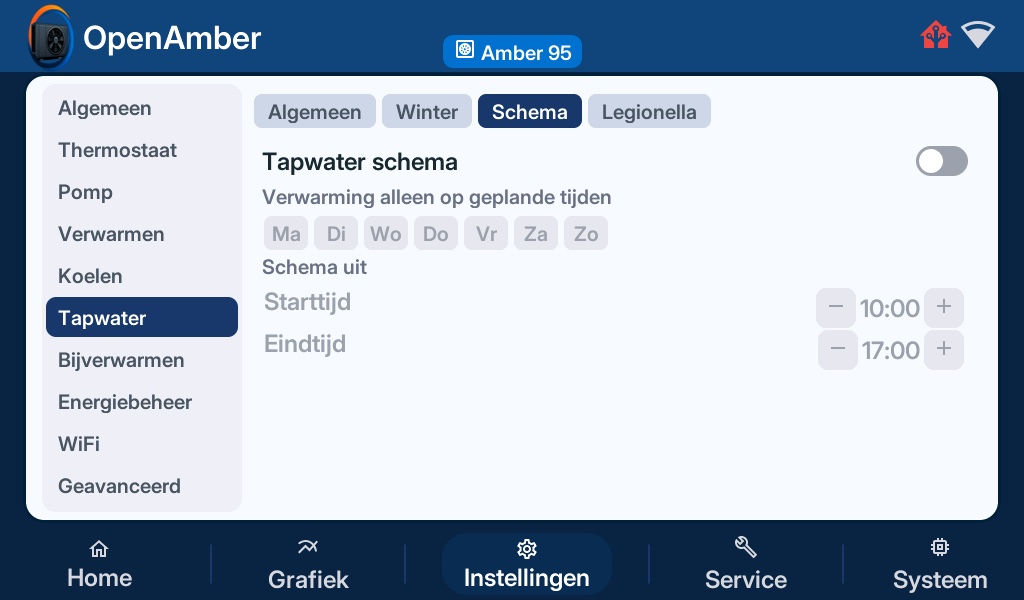 OpenAmber
Amber 95
Algemeen
Thermostaat
Pomp
Verwarmen
Koelen
Tapwater
Bijverwarmen
Energiebeheer
WiFi
Geavanceerd
Algemeen Winter Schema Legionella
Tapwater schema
Verwarming alleen op geplande tijden
Ma Di Wo Do Vr Za Zo
Schema uit
Starttijd − 10:00 +
Eindtijd − 17:00 +
Home Grafiek Instellingen Service Systeem